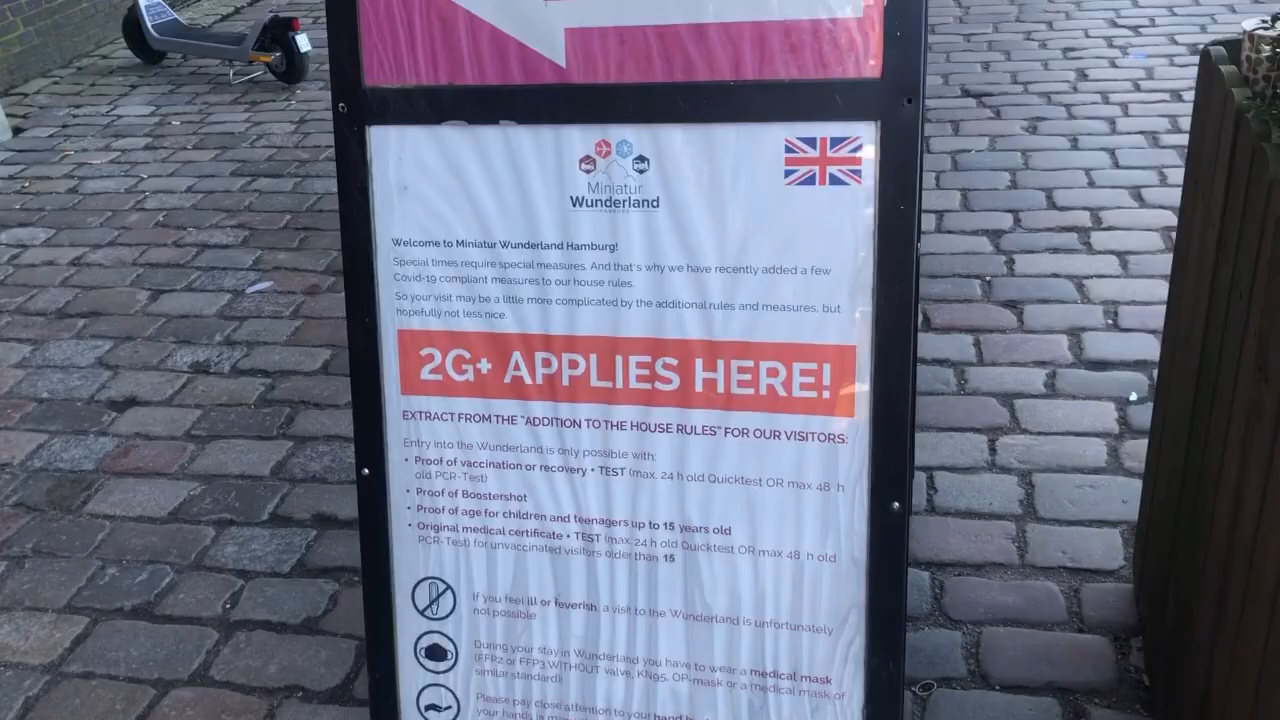 Miniatur
Wunderland
HAMBURG
Welcome to Miniatur Wunderland Hamburg!
Special times require special measures. And that's why we have recently added a few
Covid-19 compliant measures to our house rules.
So your visit may be a little more complicated by the additional rules and measures, but
hopefully not less nice.
2G+ APPLIES HERE!
EXTRACT FROM THE "ADDITION TO THE HOUSE RULES" FOR OUR VISITORS:
Entry into the Wunderland is only possible with:
• Proof of vaccination or recovery + TEST (max. 24 h old Quicktest OR max 48 h
old PCR-Test)
• Proof of Boostershot
• Proof of age for children and teenagers up to 15 years old
• Original medical certificate + TEST (max. 24 h old Quicktest OR max 48 h old
PCR-Test) for unvaccinated visitors older than 15
If you feel ill or feverish, a visit to the Wunderland is unfortunately
not possible
During your stay in Wunderland you have to wear a medical mask
(FFP2 or FFP3 WITHOUT valve, KN95, OP-mask or a medical mask of
similar standard)!
Please pay close attention to your hand
your hands